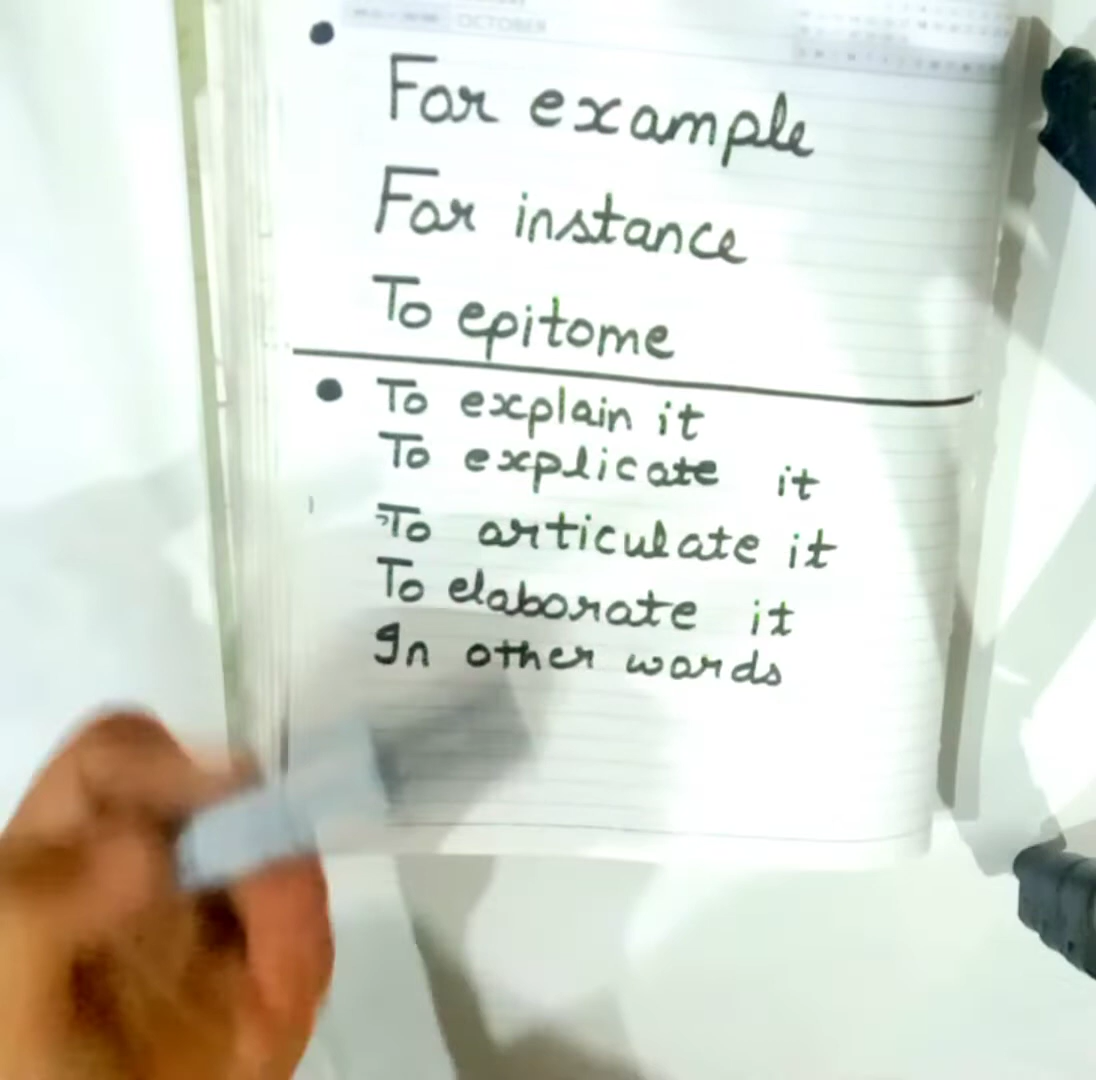 OCTOBER
For example
For instance
To epitome
To explain it
To explicate it
To articulate it
To elaborate it
In other words